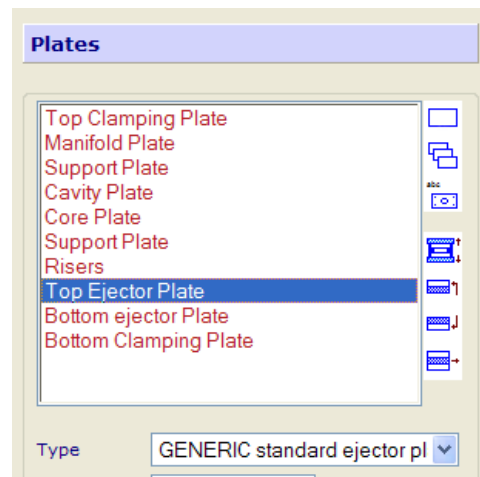 Plates
Top Clamping Plate
Manifold Plate
Support Plate
abc
Cavity Plate
Core Plate
Support Plate
Risers
Top Ejector Plate
Bottom ejector Plate
Bottom Clamping Plate
Type GENERIC standard ejector pl